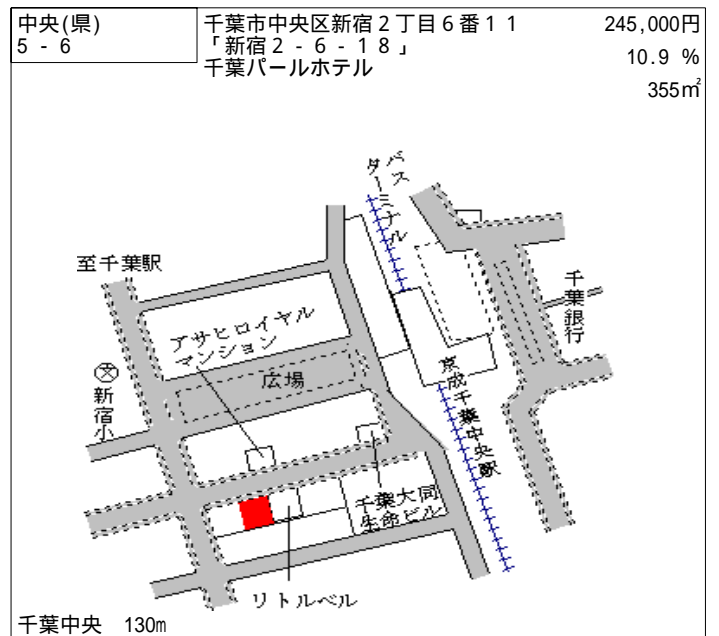 中央(県)
5 - 6
千葉市中央区新宿２丁目６番１１
「新宿２ - ６ - １８」
千葉パールホテル
245,000円
10.9 %
355㎡
バス
ターミナル
至千葉駅
千葉銀行
アサヒロイヤル
マンション
広場
京成千葉中央駅
新宿小
千葉大同
生命ビル
リトルベル
千葉中央 130m